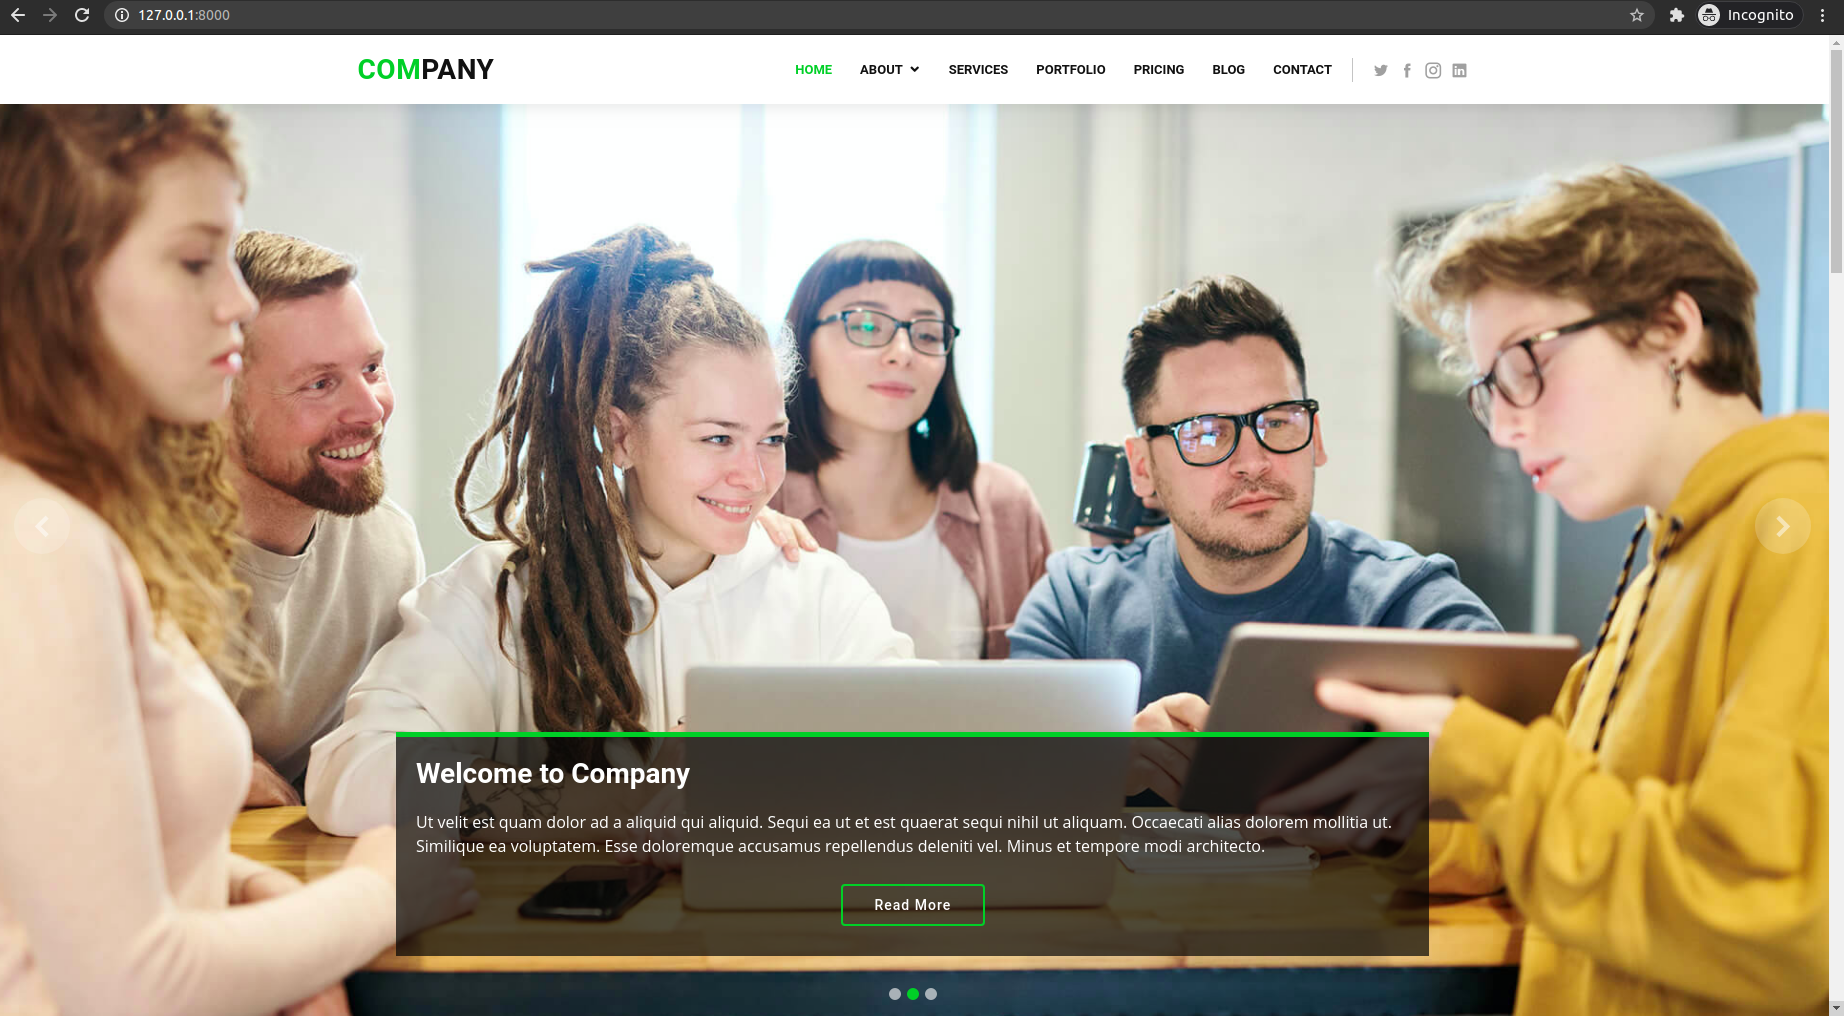 127.0.0.1:8000
Incognito
COMPANY
HOME ABOUT SERVICES PORTFOLIO PRICING BLOG CONTACT
Welcome to Company
Ut velit est quam dolor ad a aliquid qui aliquid. Sequi ea ut et est quaerat sequi nihil ut aliquam. Occaecati alias dolorem mollitia ut.
Similique ea voluptatem. Esse doloremque accusamus repellendus deleniti vel. Minus et tempore modi architecto.
Read More